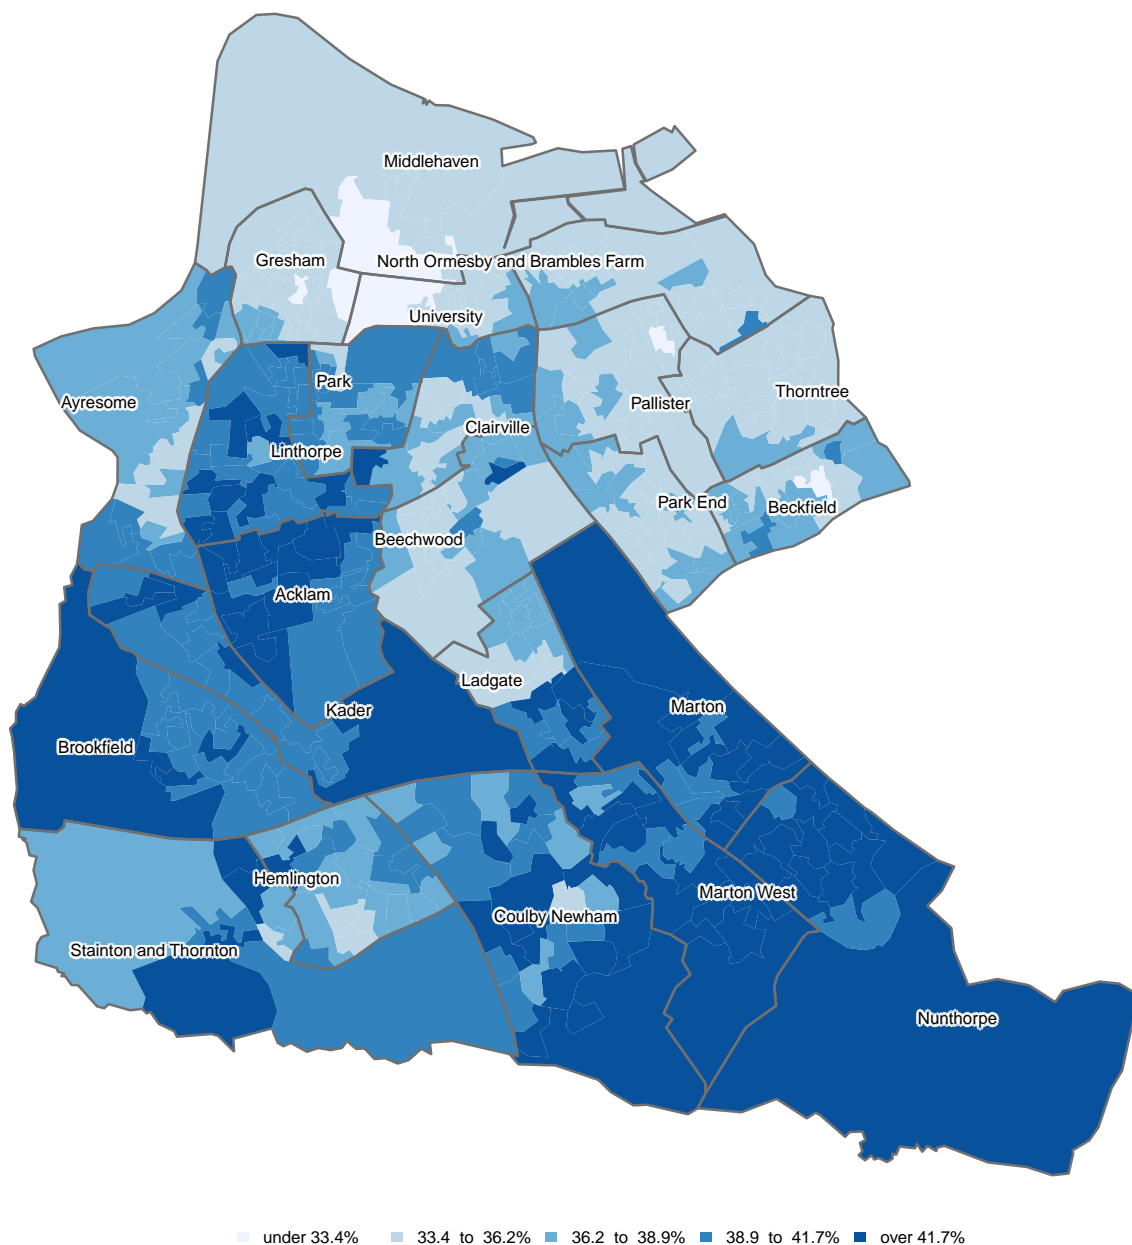 Middlehaven
Gresham
North Ormesby and Brambles Farm
University
Park
Thorntree
Ayresome
Pallister
Clairville
Linthorpe
Park End
Beckfield
Beechwood
Acklam
Ladgate
Marton
Kader
Brookfield
Hemlington
Marton West
Coulby Newham
Stainton and Thornton
Nunthorpe
under 33.4% 33.4 to 36.2% 36.2 to 38.9% 38.9 to 41.7% over 41.7%